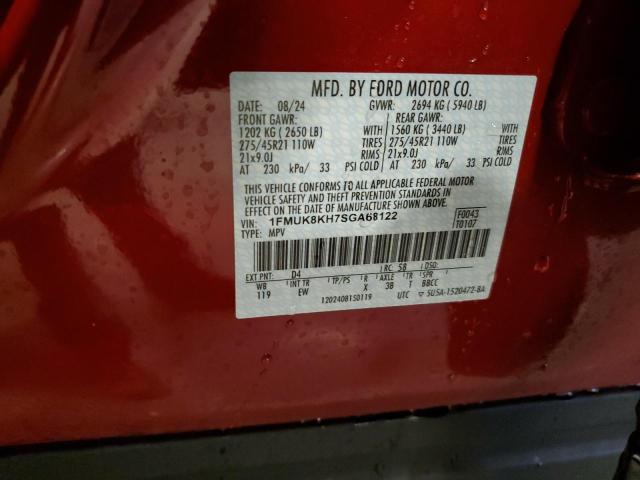 MFD. BY FORD MOTOR CO.
DATE: 08/24 GVWR: 2694 KG ( 5940 LB)
FRONT GAWR: REAR GAWR:
1202 KG ( 2650 LB) WITH 1560 KG ( 3440 LB) WITH
275/45R21 110W TIRES 275/45R21 110W TIRES
21x9.0J RIMS 21x9.0J RIMS
AT 230 kPa/ 33 PSI COLD AT 230 kPa/ 33 PSI COLD
THIS VEHICLE CONFORMS TO ALL APPLICABLE FEDERAL MOTOR
VEHICLE SAFETY AND THEFT PREVENTION STANDARDS IN
EFFECT ON THE DATE OF MANUFACTURE SHOWN ABOVE.
VIN: 1FMUK8KH7SGA68122 F0043
TYPE: MPV T0107
EXT PNT: D4 RC: 58 DSO:
WB INT TR TP/PS R AXLE TR SPR
119 EW X 3B T BBCC
1202408150119 UTC ▽ 5U5A-1520472-BA